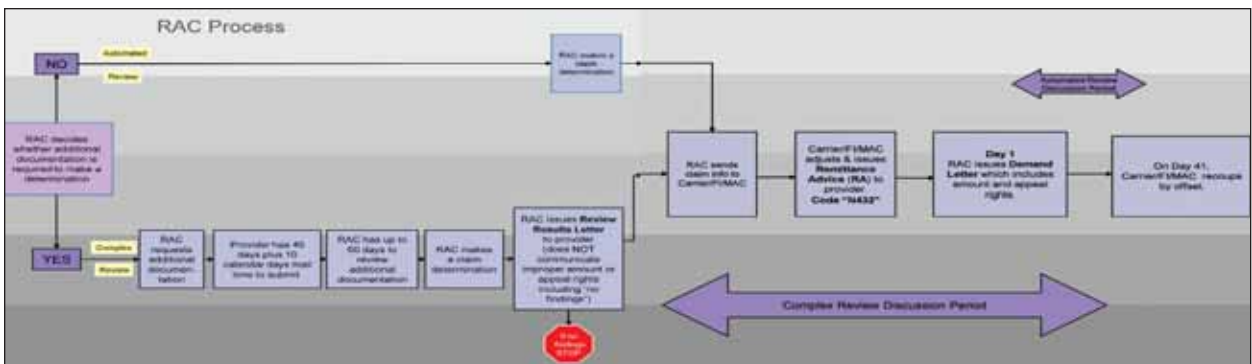 RAC Process
NO
Automated
Review
RAC makes a
claim
determination
Automated Review
Discussion Period
RAC decides
whether additional
documentation is
required to make a
determination
RAC sends
claim info to
Carrier/FI/MAC
Carrier/FI/MAC
adjusts & issues
Remittance
Advice (RA) to
provider
Code "N432"
Day 1
RAC issues Demand
Letter which includes
amount and appeal
rights.
On Day 41,
Carrier/FI/MAC recoups
by offset.
YES
Complex
Review
RAC
requests
additional
documen-
tation
Provider has 45
days plus 10
calendar days mail
time to submit
RAC has up to
60 days to
review
additional
documentation
RAC makes
a claim
determination
RAC issues Review
Results Letter
to provider
(does NOT
communicate
improper amount or
appeal rights
including "no
findings")
Complex Review Discussion Period
If no
findings
STOP